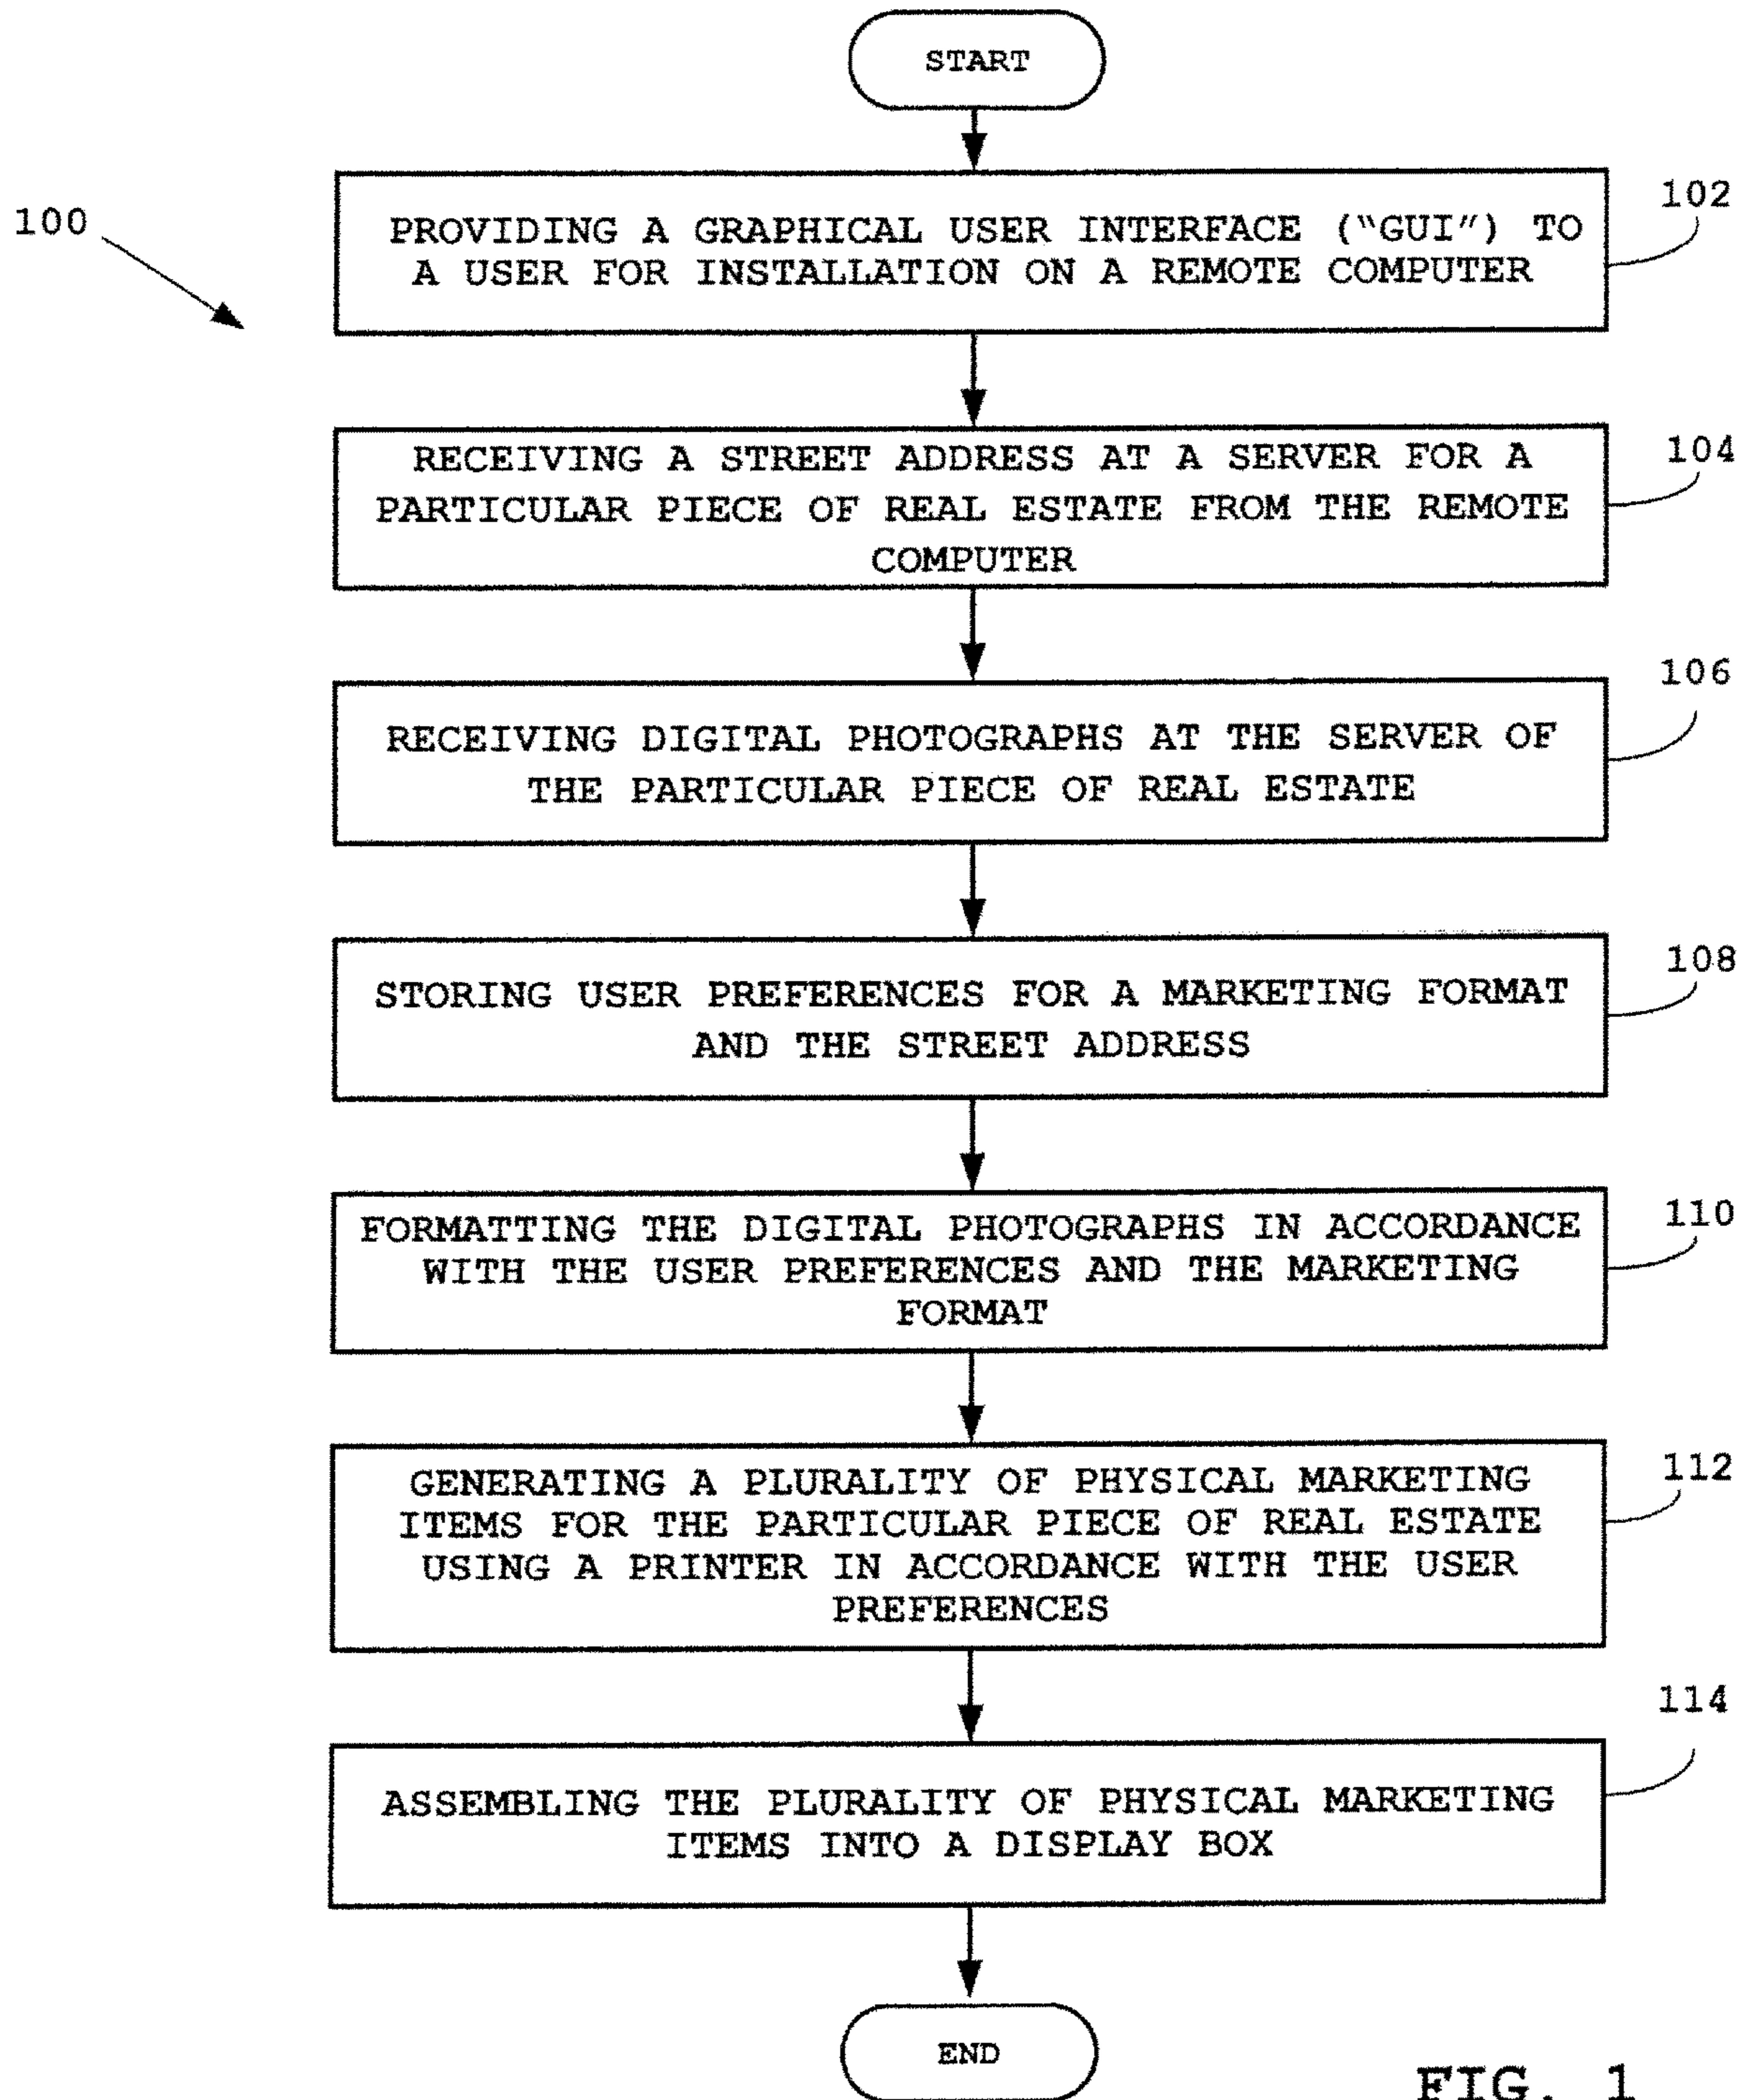 START
100
102
PROVIDING A GRAPHICAL USER INTERFACE (“GUI”) TO
A USER FOR INSTALLATION ON A REMOTE COMPUTER
104
RECEIVING A STREET ADDRESS AT A SERVER FOR A
PARTICULAR PIECE OF REAL ESTATE FROM THE REMOTE
COMPUTER
106
RECEIVING DIGITAL PHOTOGRAPHS AT THE SERVER OF
THE PARTICULAR PIECE OF REAL ESTATE
108
STORING USER PREFERENCES FOR A MARKETING FORMAT
AND THE STREET ADDRESS
110
FORMATTING THE DIGITAL PHOTOGRAPHS IN ACCORDANCE
WITH THE USER PREFERENCES AND THE MARKETING
FORMAT
112
GENERATING A PLURALITY OF PHYSICAL MARKETING
ITEMS FOR THE PARTICULAR PIECE OF REAL ESTATE
USING A PRINTER IN ACCORDANCE WITH THE USER
PREFERENCES
114
ASSEMBLING THE PLURALITY OF PHYSICAL MARKETING
ITEMS INTO A DISPLAY BOX
END
FIG. 1